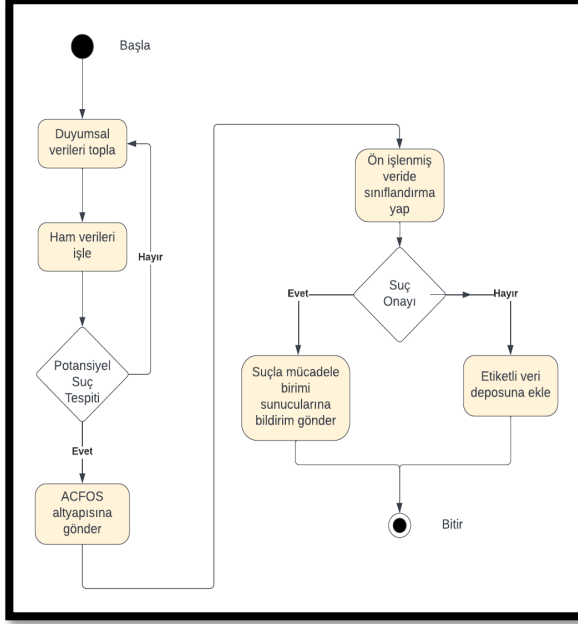 Başla
Duyumsal
verileri topla
Ham verileri
işle
Hayır
Potansiyel
Suç
Tespiti
Evet
ACFOS
altyapısına
gönder
Ön işlenmiş
veride
sınıflandırma
yap
Suç
Onayı
Evet
Hayır
Suçla mücadele
birimi
sunucularına
bildirim gönder
Etiketli veri
deposuna ekle
Bitir